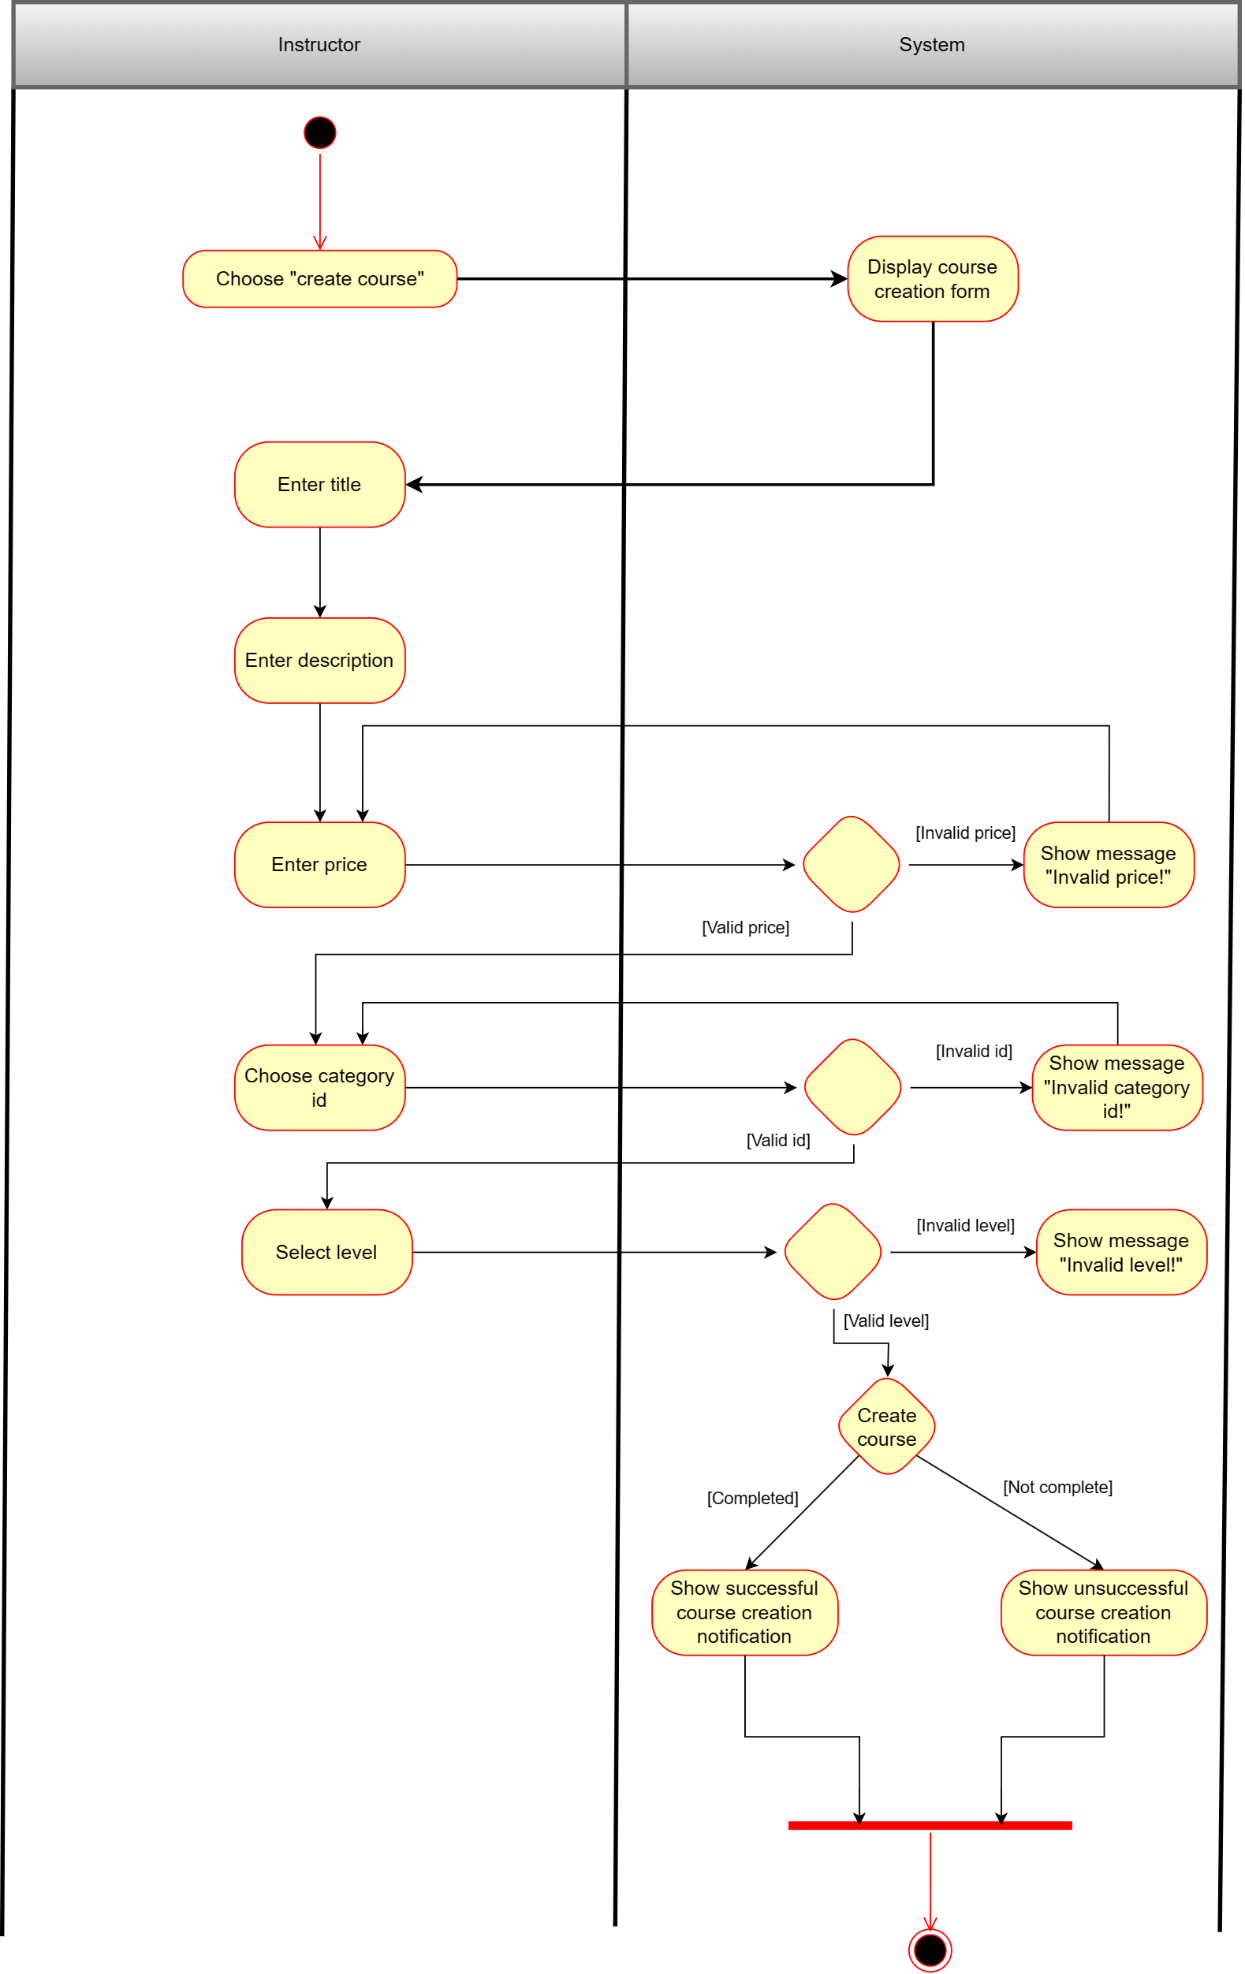 Instructor
System
Choose "create course"
Display course
creation form
Enter title
Enter description
Enter price
[Invalid price]
Show message
"Invalid price!"
[Valid price]
Choose category
id
[Invalid id]
Show message
"Invalid category
id!"
[Valid id]
Select level
[Invalid level]
Show message
"Invalid level!"
[Valid level]
Create
course
[Completed]
[Not complete]
Show successful
course creation
notification
Show unsuccessful
course creation
notification